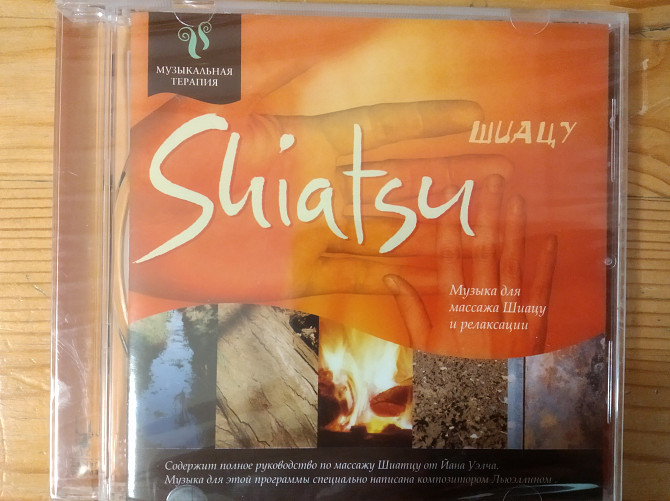 МУЗЫКАЛЬНАЯ
ТЕРАПИЯ
Shiatsu
ШИАЦУ
Музыка для
массажа Шиацу
и релаксации
Содержит полное руководство по массажу Шиатцу от Йана Уэлча.
Музыка для этой программы специально написана композитором Льюэллином